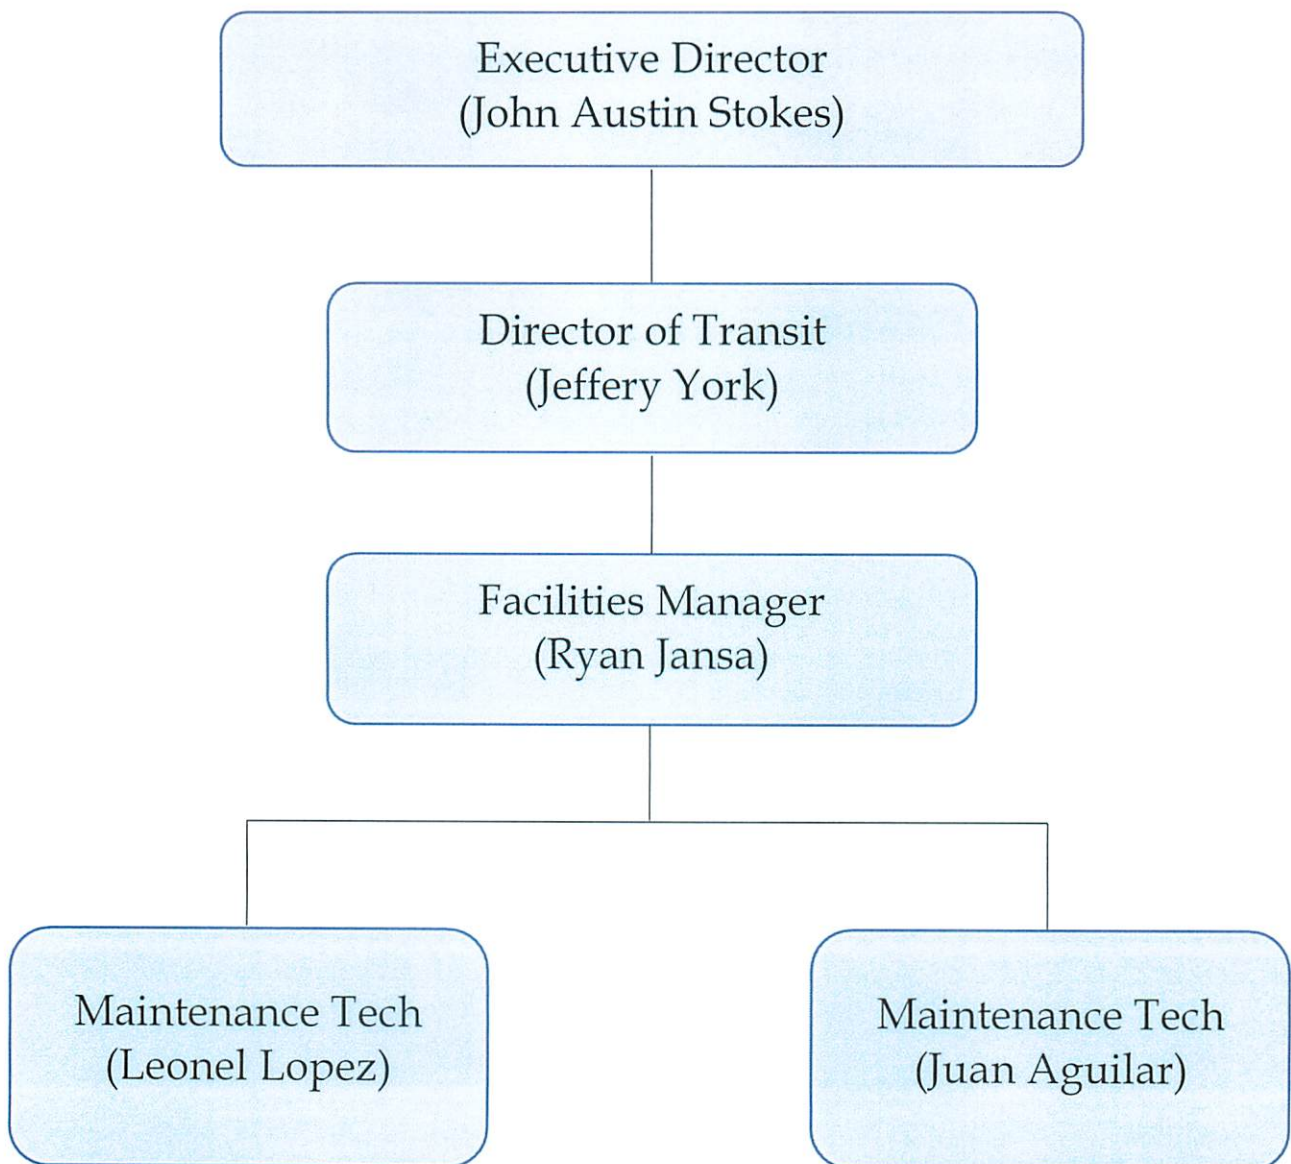 Executive Director
(John Austin Stokes)
Director of Transit
(Jeffery York)
Facilities Manager
(Ryan Jansa)
Maintenance Tech
(Leonel Lopez)
Maintenance Tech
(Juan Aguilar)